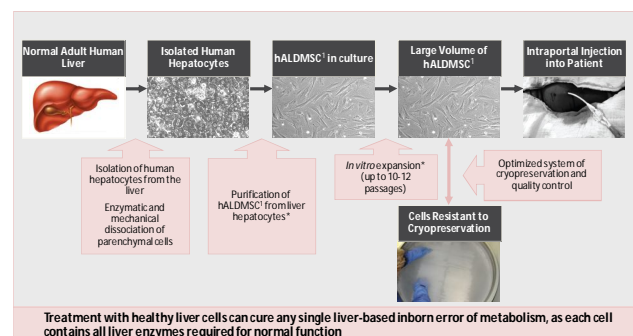 Normal Adult Human
Liver
Isolated Human
Hepatocytes
hALDMSC¹ in culture
Large Volume of
hALDMSC¹
Intraportal Injection
into Patient
Isolation of human
hepatocytes from the
liver
Enzymatic and
mechanical
dissociation of
parenchymal cells
Purification of
hALDMSC¹ from liver
hepatocytes*
In vitro expansion*
(up to 10-12
passages)
Optimized system of
cryopreservation and
quality control
Cells Resistant to
Cryopreservation
Treatment with healthy liver cells can cure any single liver-based inborn error of metabolism, as each cell
contains all liver enzymes required for normal function